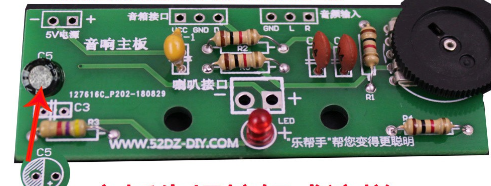 音箱接口
音频输入
5V电源
VCC GND D
GND L R
音响主板
R2
C5
喇叭接口
R1
127616C_P202-180829
C3
R3
LED
R4
WWW.52DZ-DIY.COM
"乐帮手"帮您变得更聪明
C5